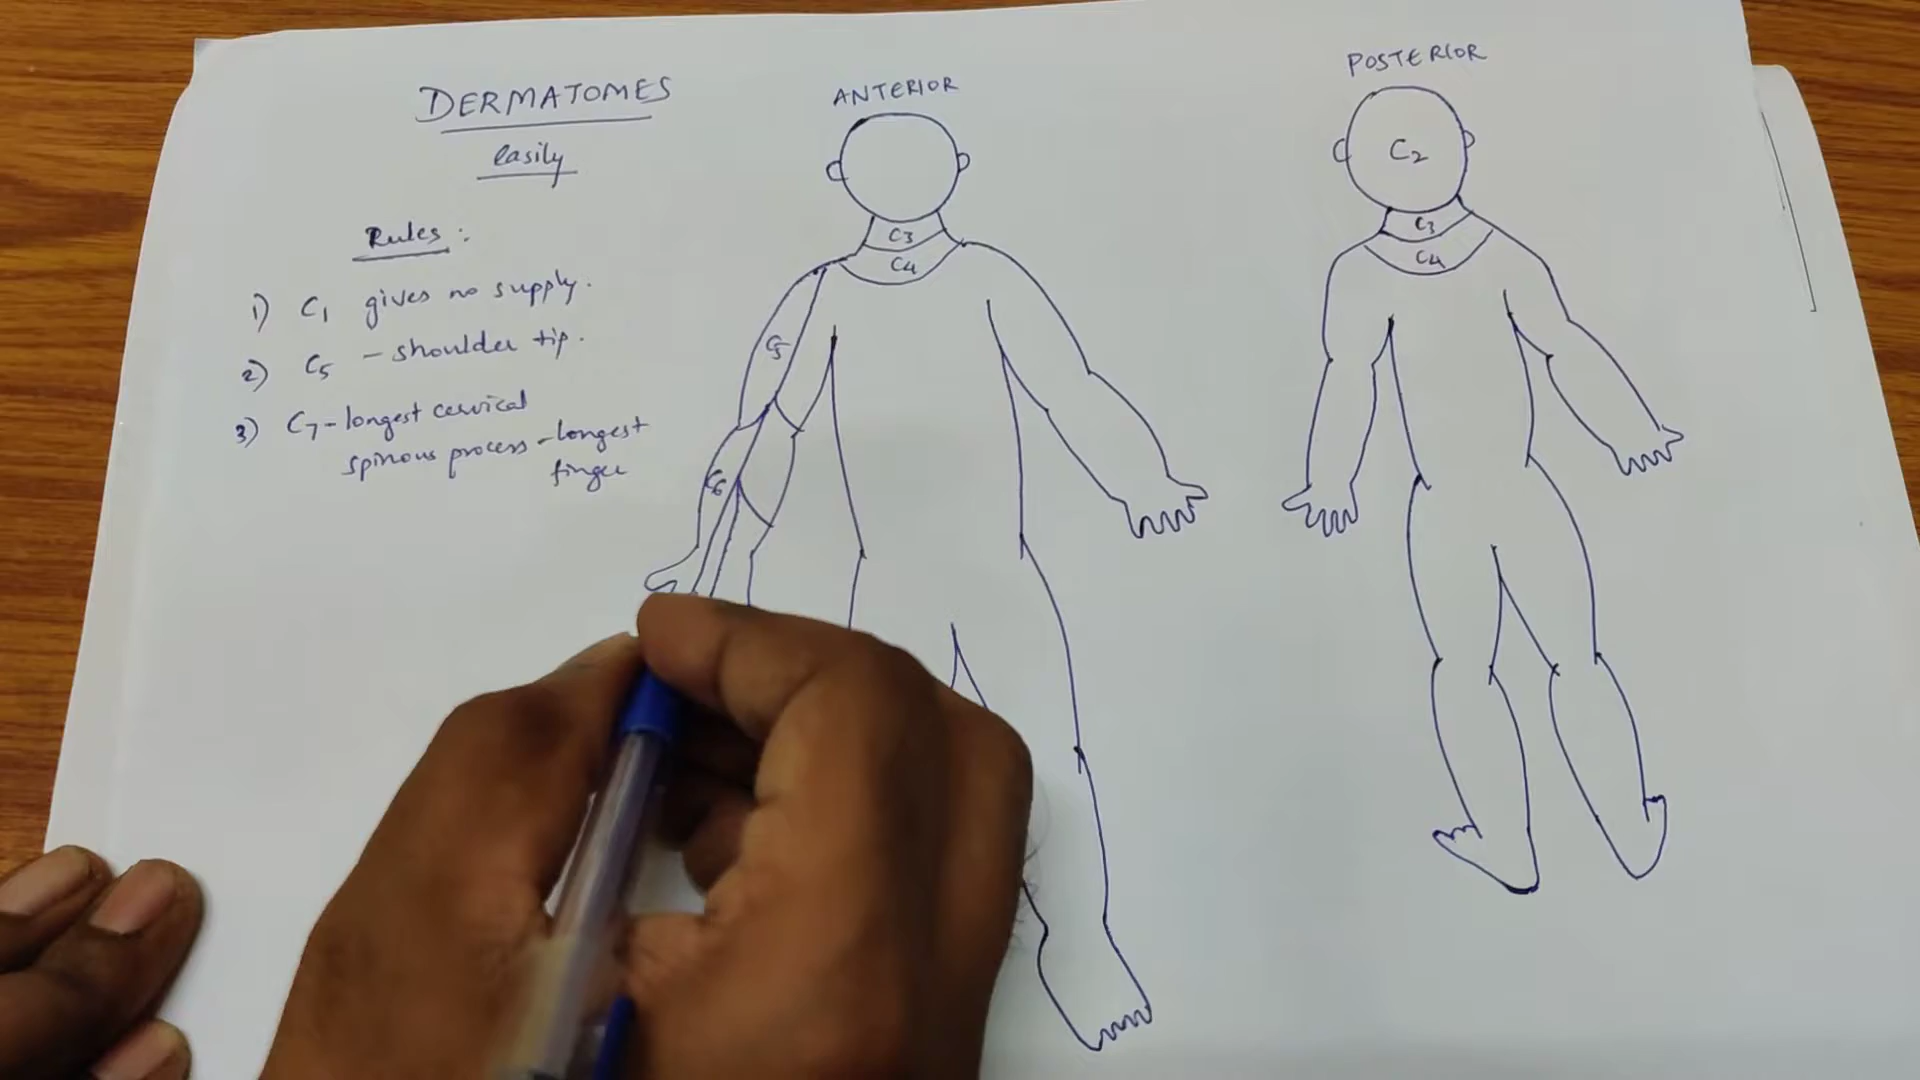 DERMATOMES
easily
Rules :
1) C1 gives no supply.
2) C5 – shoulder tip.
3) C7 – longest cervical
spinous process – longest
finger
ANTERIOR
C3
C4
C5
C6
POSTERIOR
C2
C3
C4